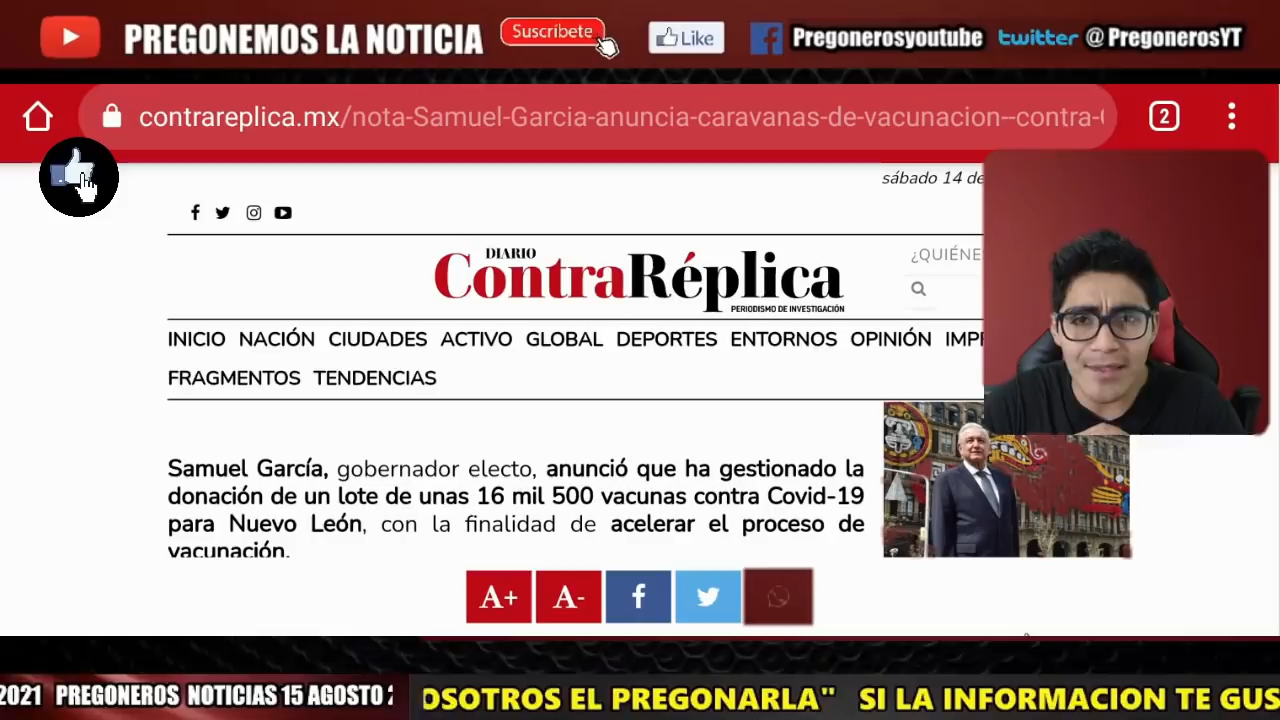 PREGONEMOS LA NOTICIA Suscríbete Like Pregonerosyoutube twitter @PregonerosYT
contrareplica.mx/nota-Samuel-Garcia-anuncia-caravanas-de-vacunacion--contra- 2
sábado 14 de
DIARIO
¿QUIÉNE
ContraRéplica
PERIODISMO DE INVESTIGACIÓN
INICIO NACIÓN CIUDADES ACTIVO GLOBAL DEPORTES ENTORNOS OPINIÓN IMP
FRAGMENTOS TENDENCIAS
Samuel García, gobernador electo, anunció que ha gestionado la
donación de un lote de unas 16 mil 500 vacunas contra Covid-19
para Nuevo León, con la finalidad de acelerar el proceso de
vacunación.
A+ A-
2021 PREGONEROS NOTICIAS 15 AGOSTO
OSOTROS EL PREGONARLA" SI LA INFORMACION TE GUS